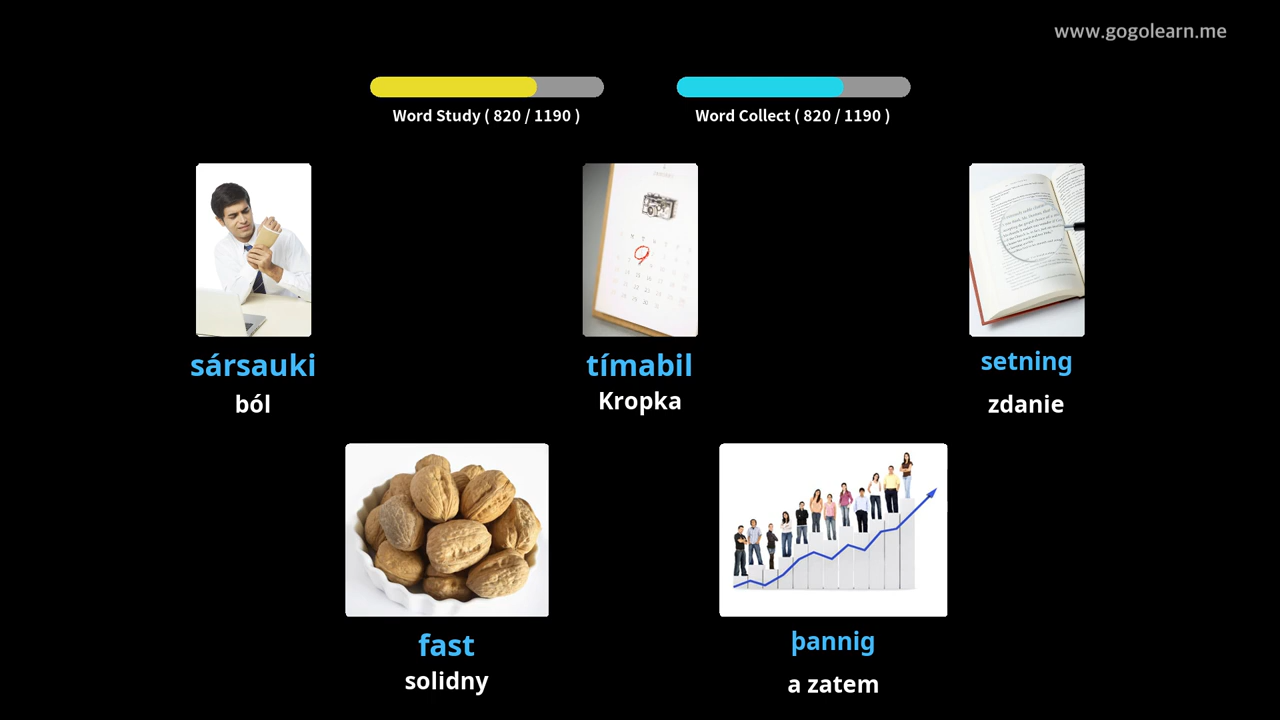 www.gogolearn.me
Word Study ( 820 / 1190 )
Word Collect ( 820 / 1190 )
sársauki
ból
tímabil
Kropka
setning
zdanie
fast
solidny
þannig
a zatem